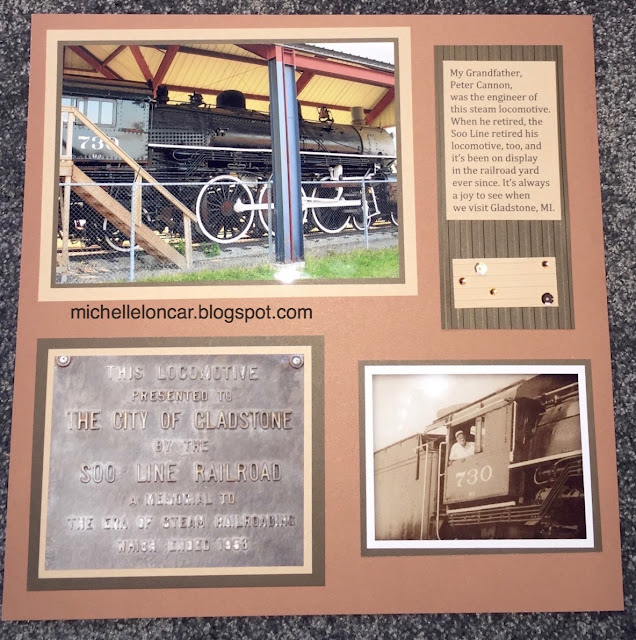 730
My Grandfather,
Peter Cannon,
was the engineer of
this steam locomotive.
When he retired, the
Soo Line retired his
locomotive, too, and
it's been on display
in the railroad yard
ever since. It's always
a joy to see when
we visit Gladstone, MI.
michelleloncar.blogspot.com
THIS LOCOMOTIVE
PRESENTED TO
THE CITY OF GLADSTONE
BY THE
SOO LINE RAILROAD
A MEMORIAL TO
THE ERA OF STEAM RAILROADING
WHICH ENDED 1953
730